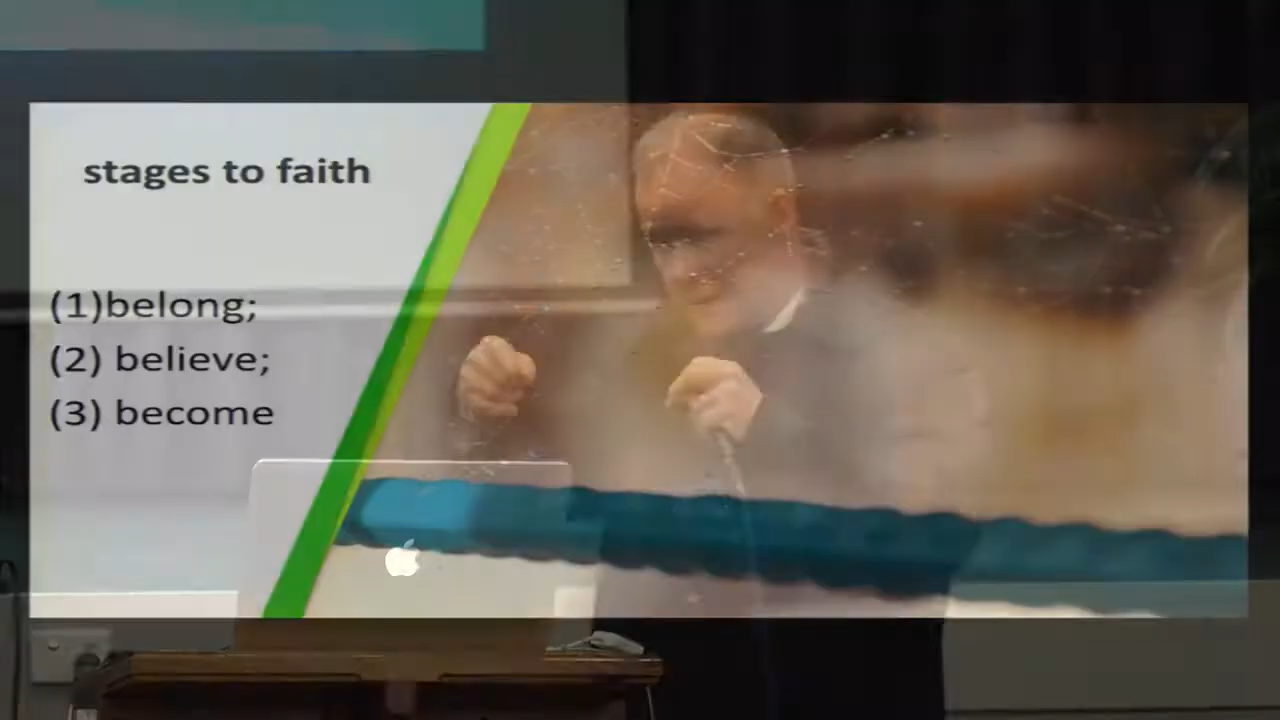 stages to faith
(1)belong;
(2) believe;
(3) become